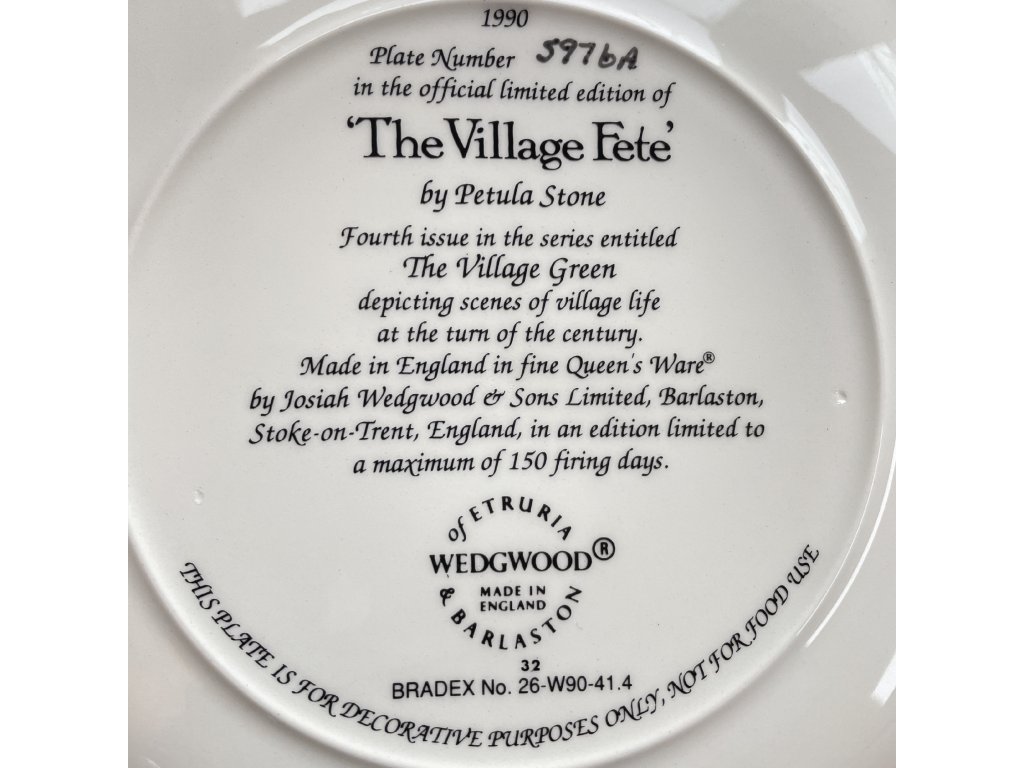 1990
Plate Number 5976A
in the official limited edition of
'The Village Fete'
by Petula Stone
Fourth issue in the series entitled
The Village Green
depicting scenes of village life
at the turn of the century.
Made in England in fine Queen's Ware®
by Josiah Wedgwood & Sons Limited, Barlaston,
Stoke-on-Trent, England, in an edition limited to
a maximum of 150 firing days.
of ETRURIA
WEDGWOOD®
MADE IN
ENGLAND
& BARLASTON
32
BRADEX No. 26-W90-41.4
THIS PLATE IS FOR DECORATIVE PURPOSES ONLY, NOT FOR FOOD USE